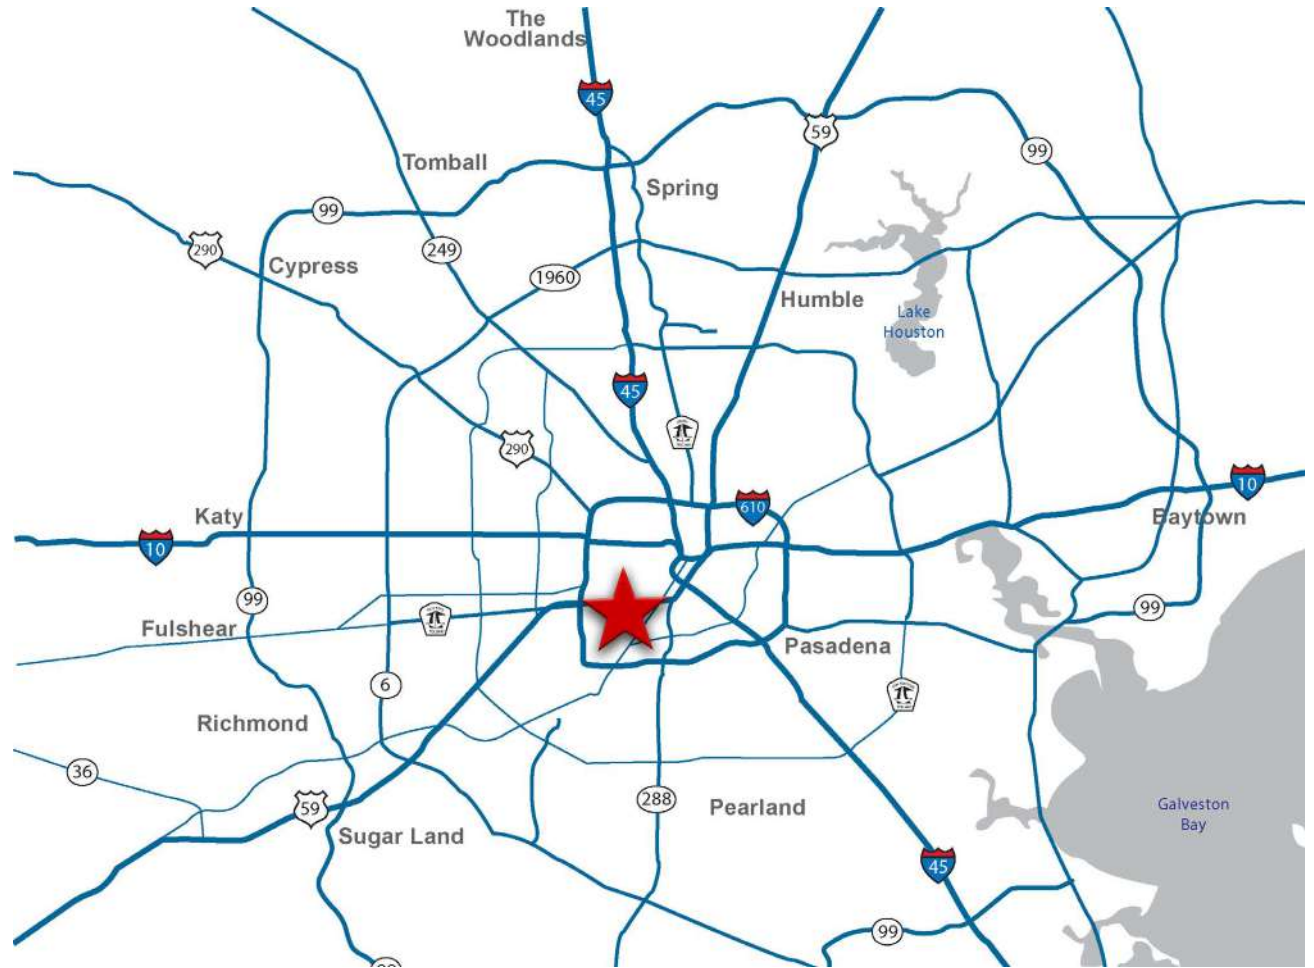 The
Woodlands
45
59
99
Tomball
Spring
99
290
249
Cypress
1960
Humble
Lake
Houston
45
290
610
10
Katy
Baytown
10
99
99
Fulshear
Pasadena
6
Richmond
36
59
288
Pearland
Galveston
Bay
Sugar Land
45
99
99